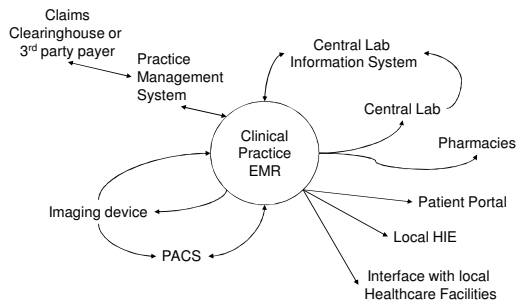 Claims
Clearinghouse or
3rd party payer
Practice
Management
System
Central Lab
Information System
Central Lab
Pharmacies
Clinical
Practice
EMR
Imaging device
PACS
Patient Portal
Local HIE
Interface with local
Healthcare Facilities